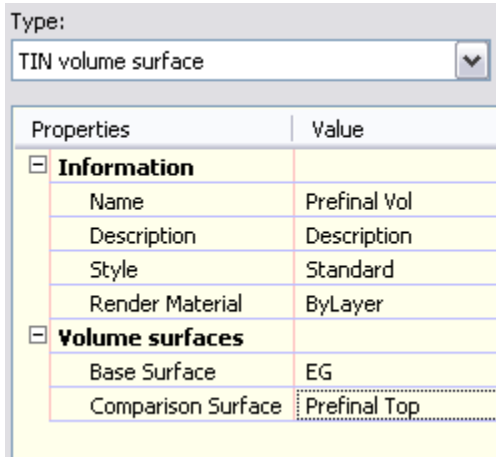 Type:
TIN volume surface
Properties Value
Information
Name Prefinal Vol
Description Description
Style Standard
Render Material ByLayer
Volume surfaces
Base Surface EG
Comparison Surface Prefinal Top